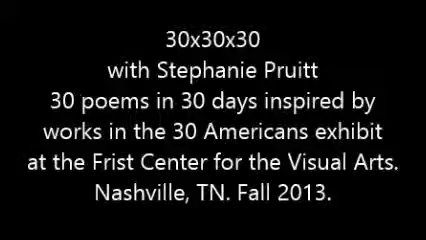 30x30x30
with Stephanie Pruitt
30 poems in 30 days inspired by
works in the 30 Americans exhibit
at the Frist Center for the Visual Arts.
Nashville, TN. Fall 2013.